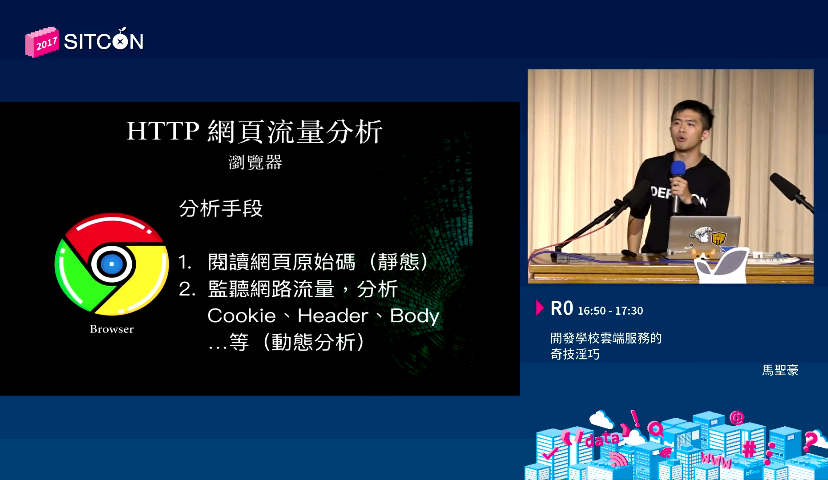 2017 SITCON
HTTP 網頁流量分析
瀏覽器
分析手段
1. 閱讀網頁原始碼（靜態）
2. 監聽網路流量，分析
Cookie、Header、Body
…等（動態分析）
Browser
R0 16:50 - 17:30
開發學校雲端服務的
奇技淫巧
馬聖豪
data
www